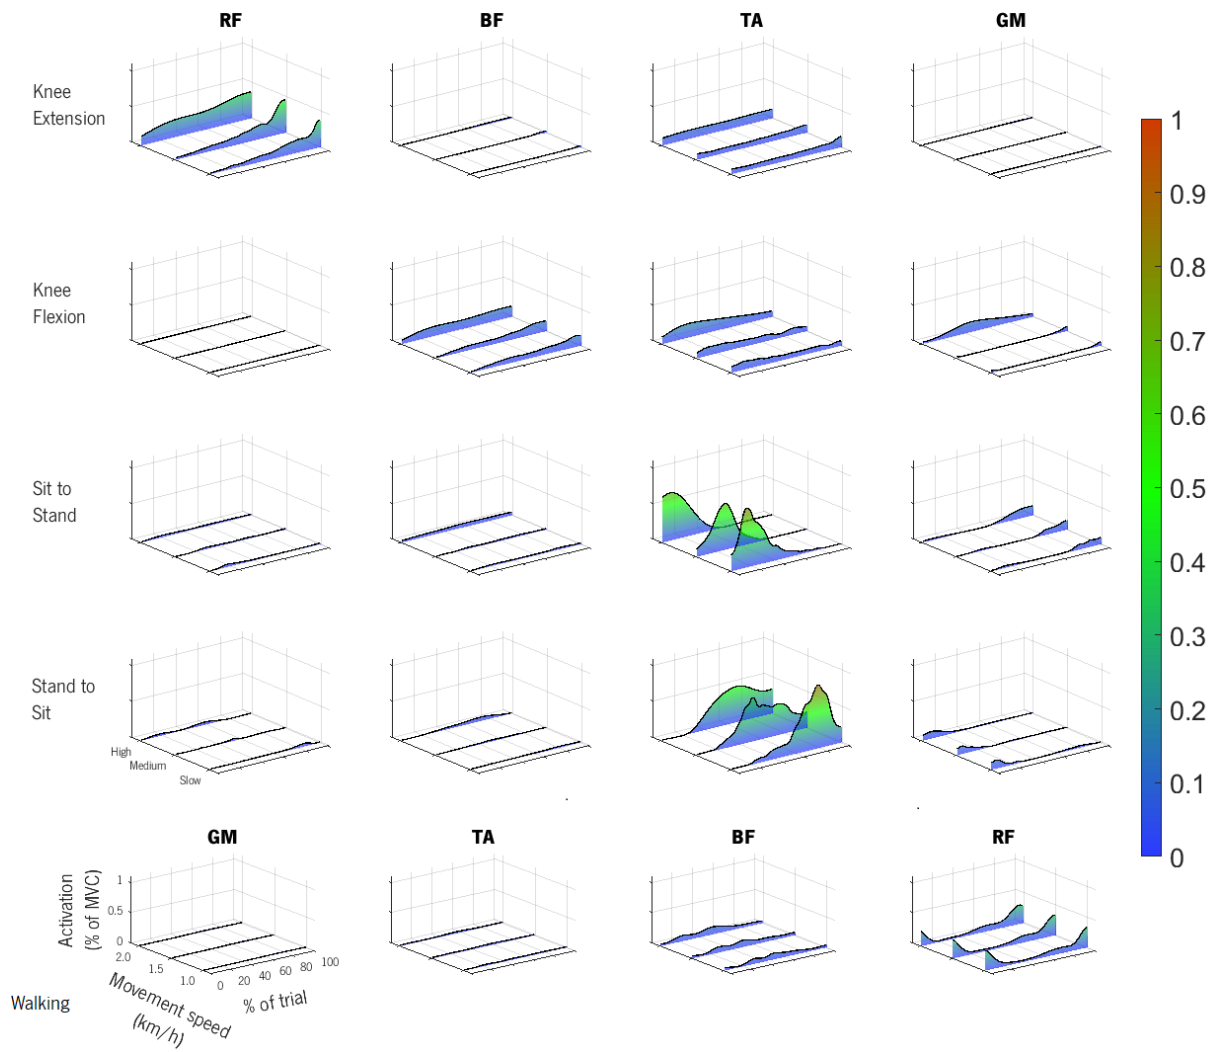 RF BF TA GM
Knee
Extension
Knee
Flexion
Sit to
Stand
Stand to
Sit
High
Medium
Slow
1
0.9
0.8
0.7
0.6
0.5
0.4
0.3
0.2
0.1
0
GM TA BF RF
Activation
(% of MVC)
1
0.5
0
2.0
1.5
1.0
0 20 40 60 80 100
Movement speed
(km/h)
% of trial
Walking